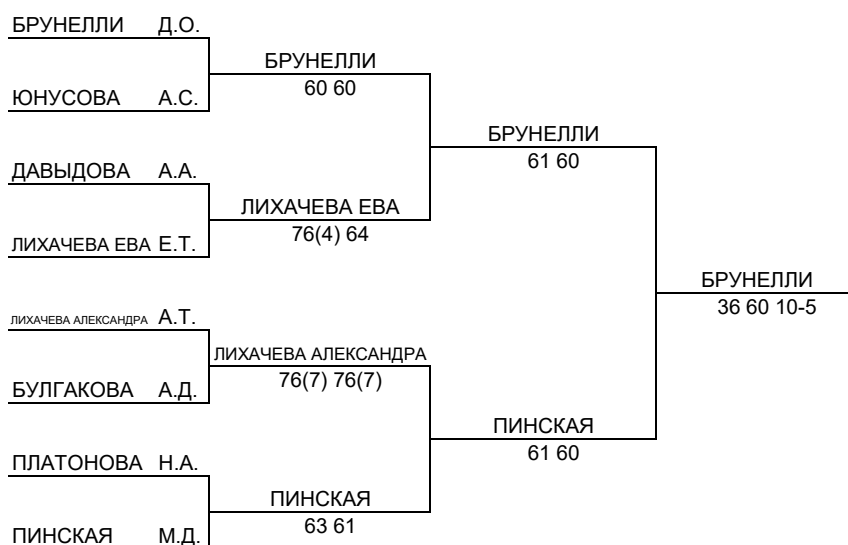 БРУНЕЛЛИ Д.О.
БРУНЕЛЛИ
60 60
ЮНУСОВА А.С.
БРУНЕЛЛИ
61 60
ДАВЫДОВА А.А.
ЛИХАЧЕВА ЕВА
76(4) 64
ЛИХАЧЕВА ЕВА Е.Т.
БРУНЕЛЛИ
36 60 10-5
ЛИХАЧЕВА АЛЕКСАНДРА А.Т.
ЛИХАЧЕВА АЛЕКСАНДРА
76(7) 76(7)
БУЛГАКОВА А.Д.
ПИНСКАЯ
61 60
ПЛАТОНОВА Н.А.
ПИНСКАЯ
63 61
ПИНСКАЯ М.Д.